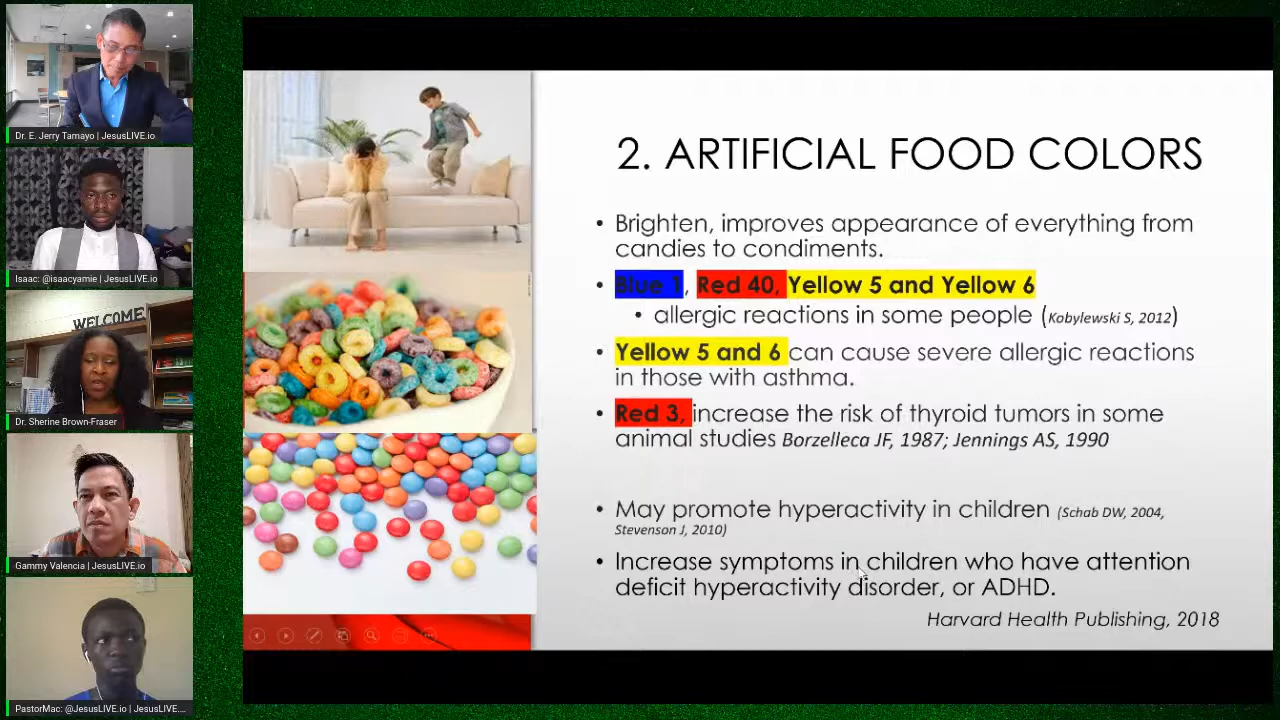 Dr. E. Jerry Tamayo | JesusLIVE.io
Isaac: @isaacyamie | JesusLIVE.io
WELCOME
Dr. Sherine Brown-Fraser
Gammy Valencia | JesusLIVE.io
PastorMac: @JesusLIVE.io | JesusLIVE....
2. ARTIFICIAL FOOD COLORS
• Brighten, improves appearance of everything from
candies to condiments.
• Blue 1, Red 40, Yellow 5 and Yellow 6
• allergic reactions in some people (Kobylewski S, 2012)
• Yellow 5 and 6 can cause severe allergic reactions
in those with asthma.
• Red 3, increase the risk of thyroid tumors in some
animal studies Borzelleca JF, 1987; Jennings AS, 1990
• May promote hyperactivity in children (Schab DW, 2004,
Stevenson J, 2010)
• Increase symptoms in children who have attention
deficit hyperactivity disorder, or ADHD.
Harvard Health Publishing, 2018